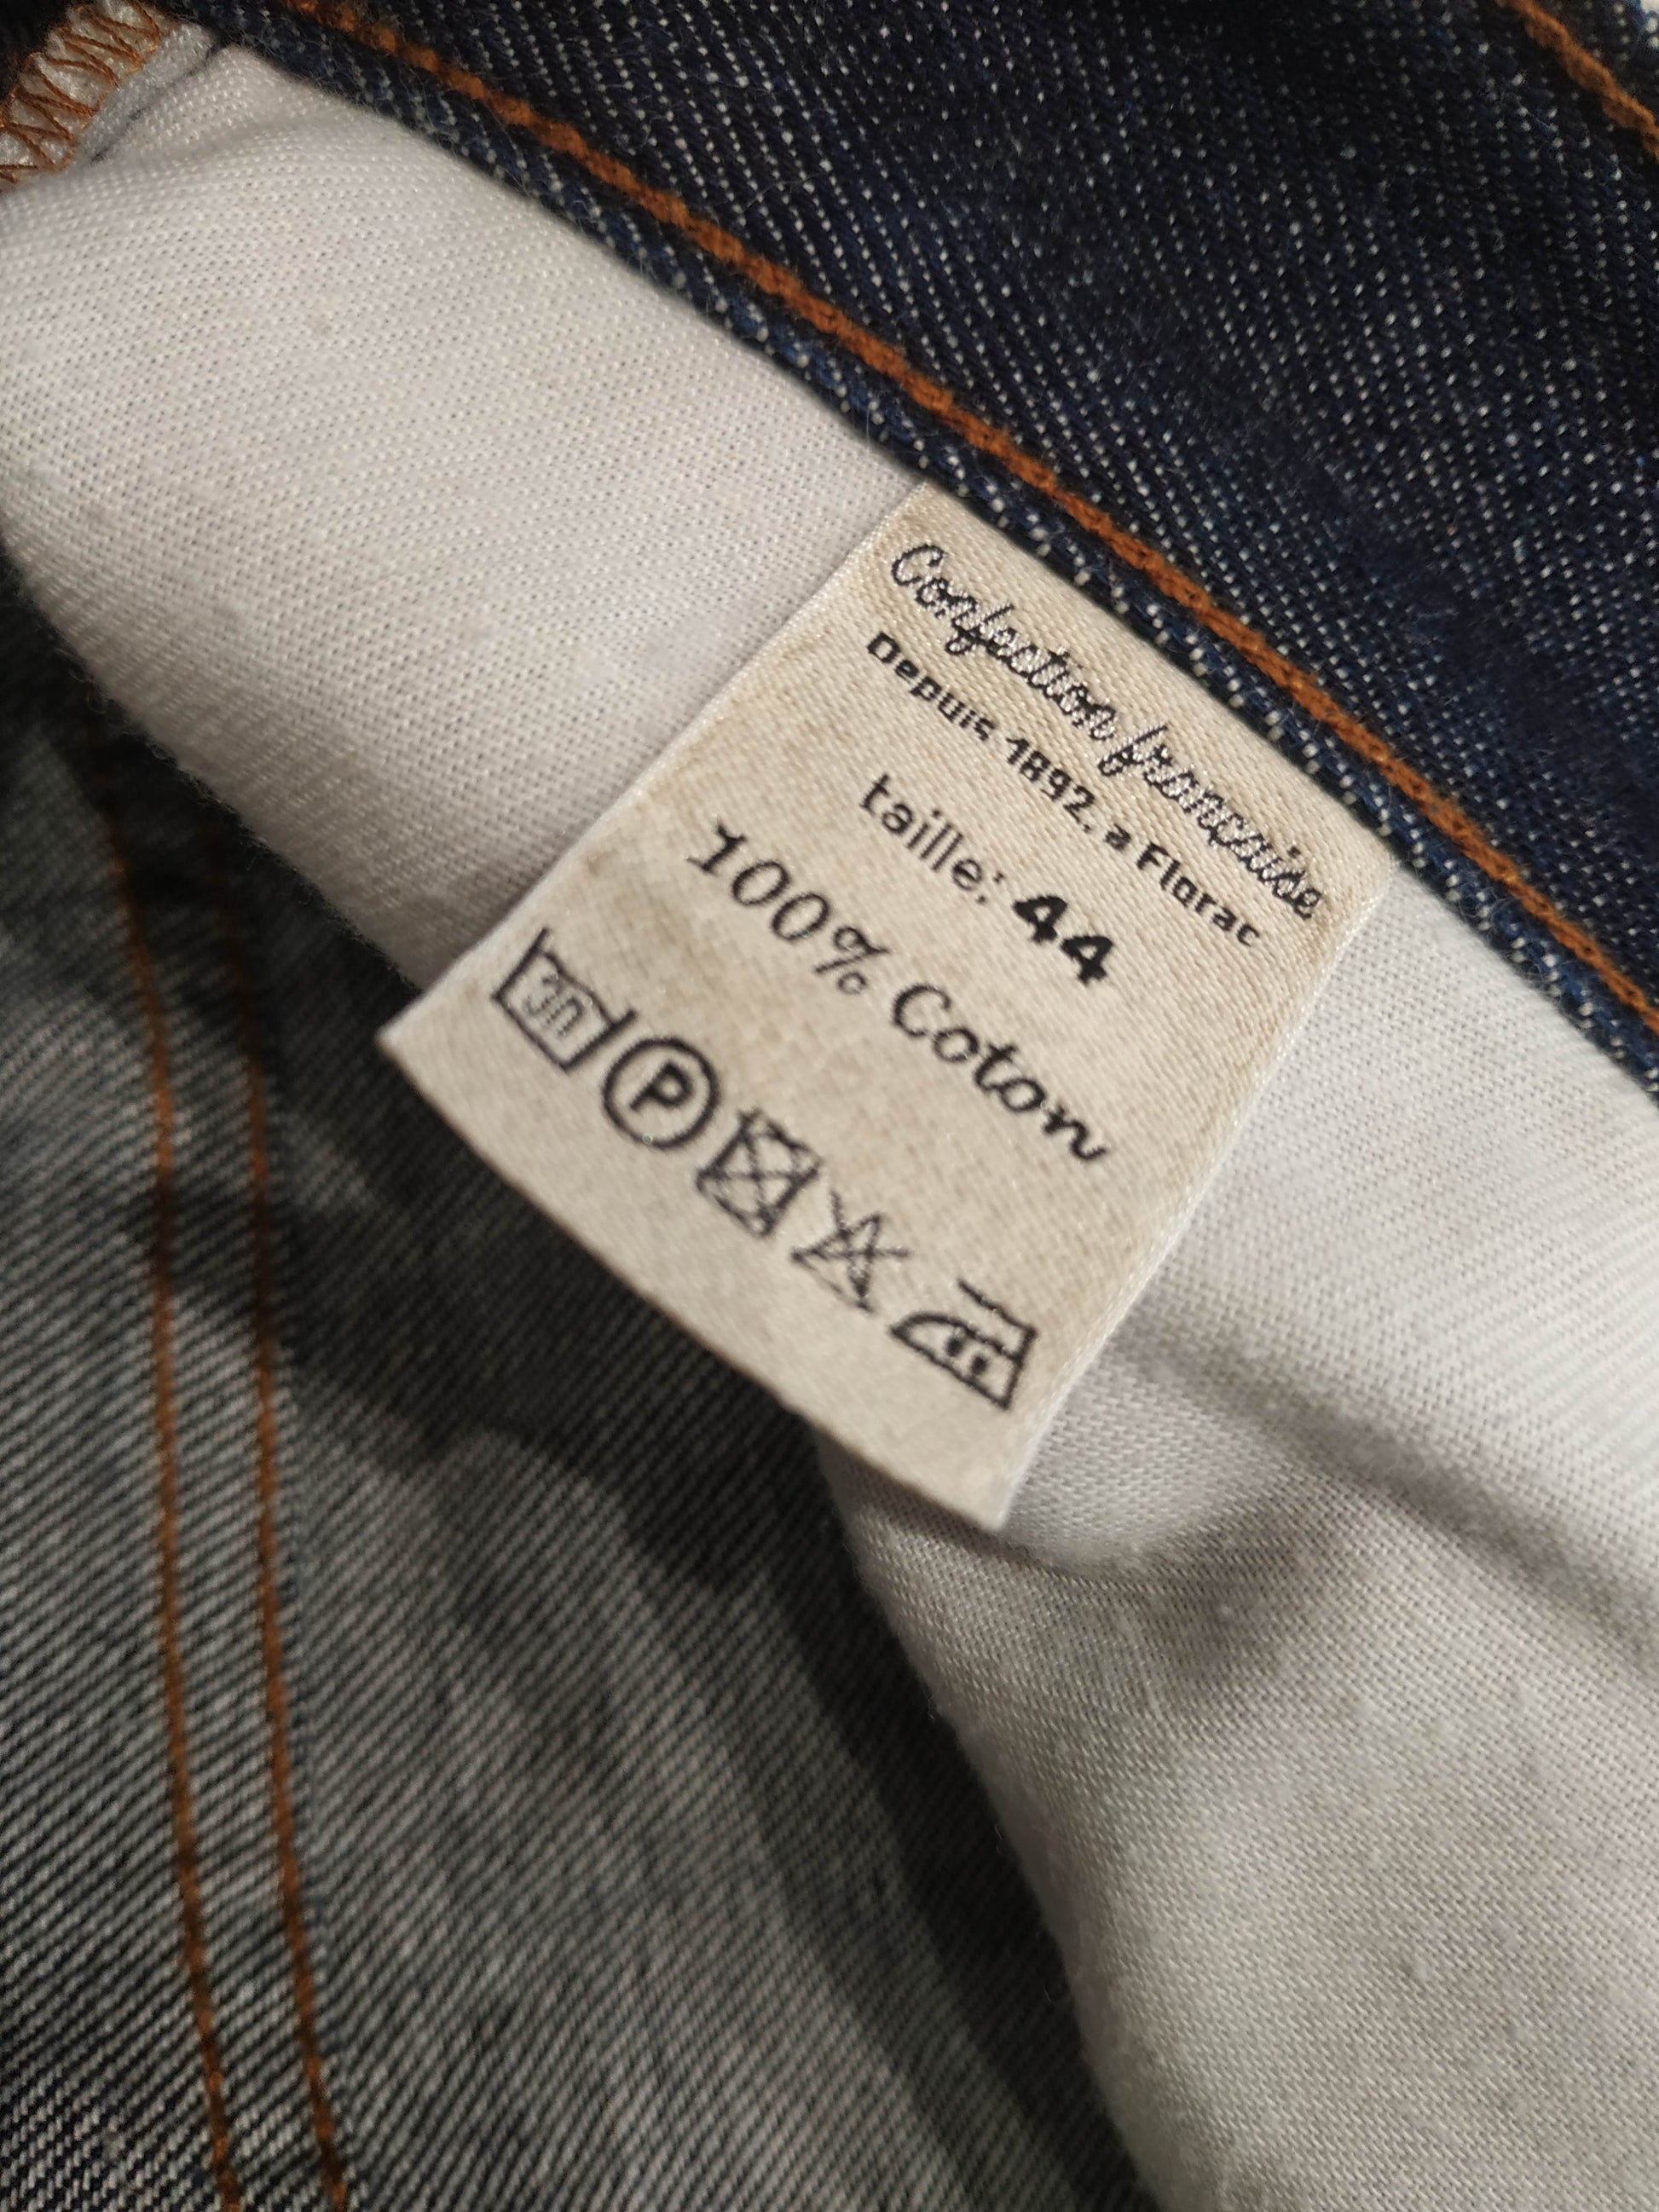 Confection française
Depuis 1892, à Florac
taille: 44
100% Coton
30
P